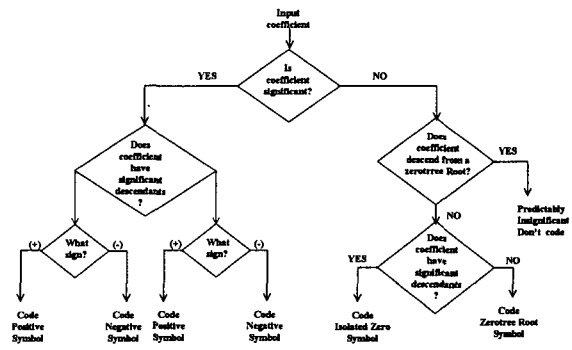 Input
coefficient
Is
coefficient
significant?
YES
NO
Does
coefficient
have
significant
descendants
?
Does
coefficient
descend from a
zerotrree Root?
YES
Predictably
Insignificant
Don't code
NO
(+)
What
sign?
(-)
(+)
What
sign?
(-)
YES
Does
coefficient
have
significant
descendants
?
NO
Code
Positive
Symbol
Code
Negative
Symbol
Code
Positive
Symbol
Code
Negative
Symbol
Code
Isolated Zero
Symbol
Code
Zerotree Root
Symbol